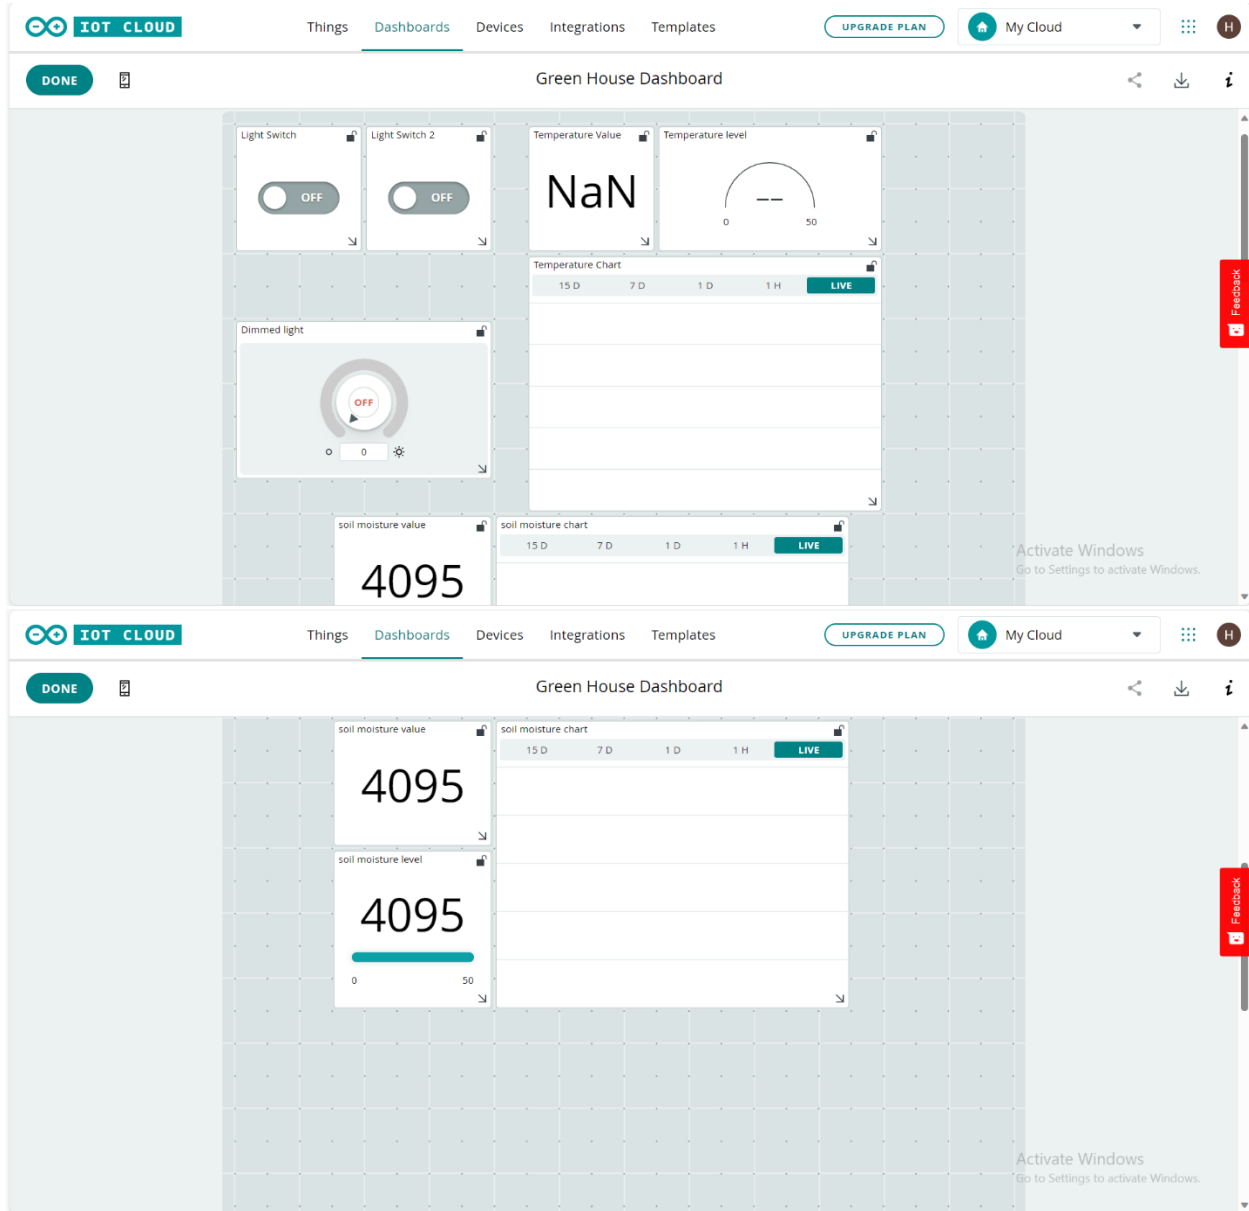 IOT CLOUD Things Dashboards Devices Integrations Templates UPGRADE PLAN My Cloud H
DONE Green House Dashboard i
Light Switch Light Switch 2 Temperature Value Temperature level
OFF OFF NaN --
0 50
Temperature Chart
15 D 7 D 1 D 1 H LIVE
Feedback
Dimmed light
OFF
0
soil moisture value soil moisture chart
15 D 7 D 1 D 1 H LIVE
4095
Activate Windows
Go to Settings to activate Windows.
IOT CLOUD Things Dashboards Devices Integrations Templates UPGRADE PLAN My Cloud H
DONE Green House Dashboard i
soil moisture value soil moisture chart
15 D 7 D 1 D 1 H LIVE
4095
soil moisture level
4095
0 50
Feedback
Activate Windows
Go to Settings to activate Windows.